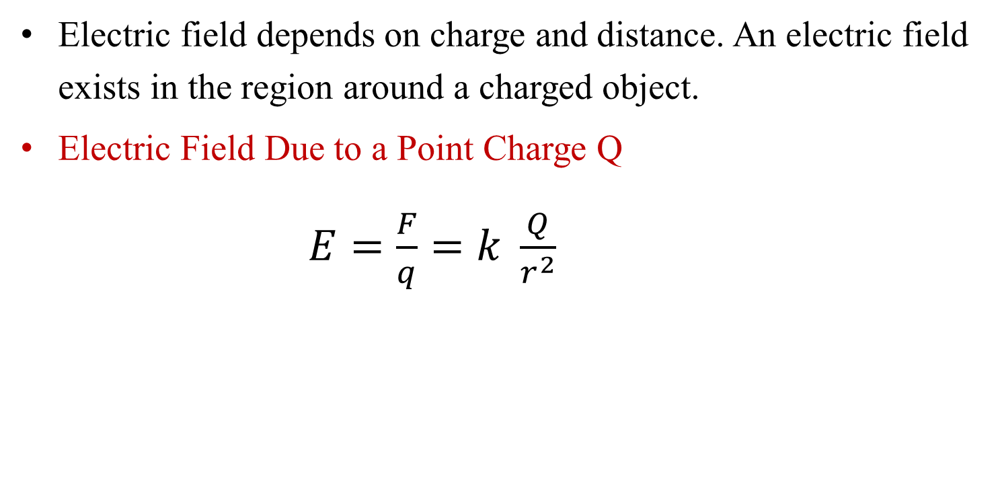 • Electric field depends on charge and distance. An electric field
exists in the region around a charged object.
• Electric Field Due to a Point Charge Q
E = F/q = k Q/r²